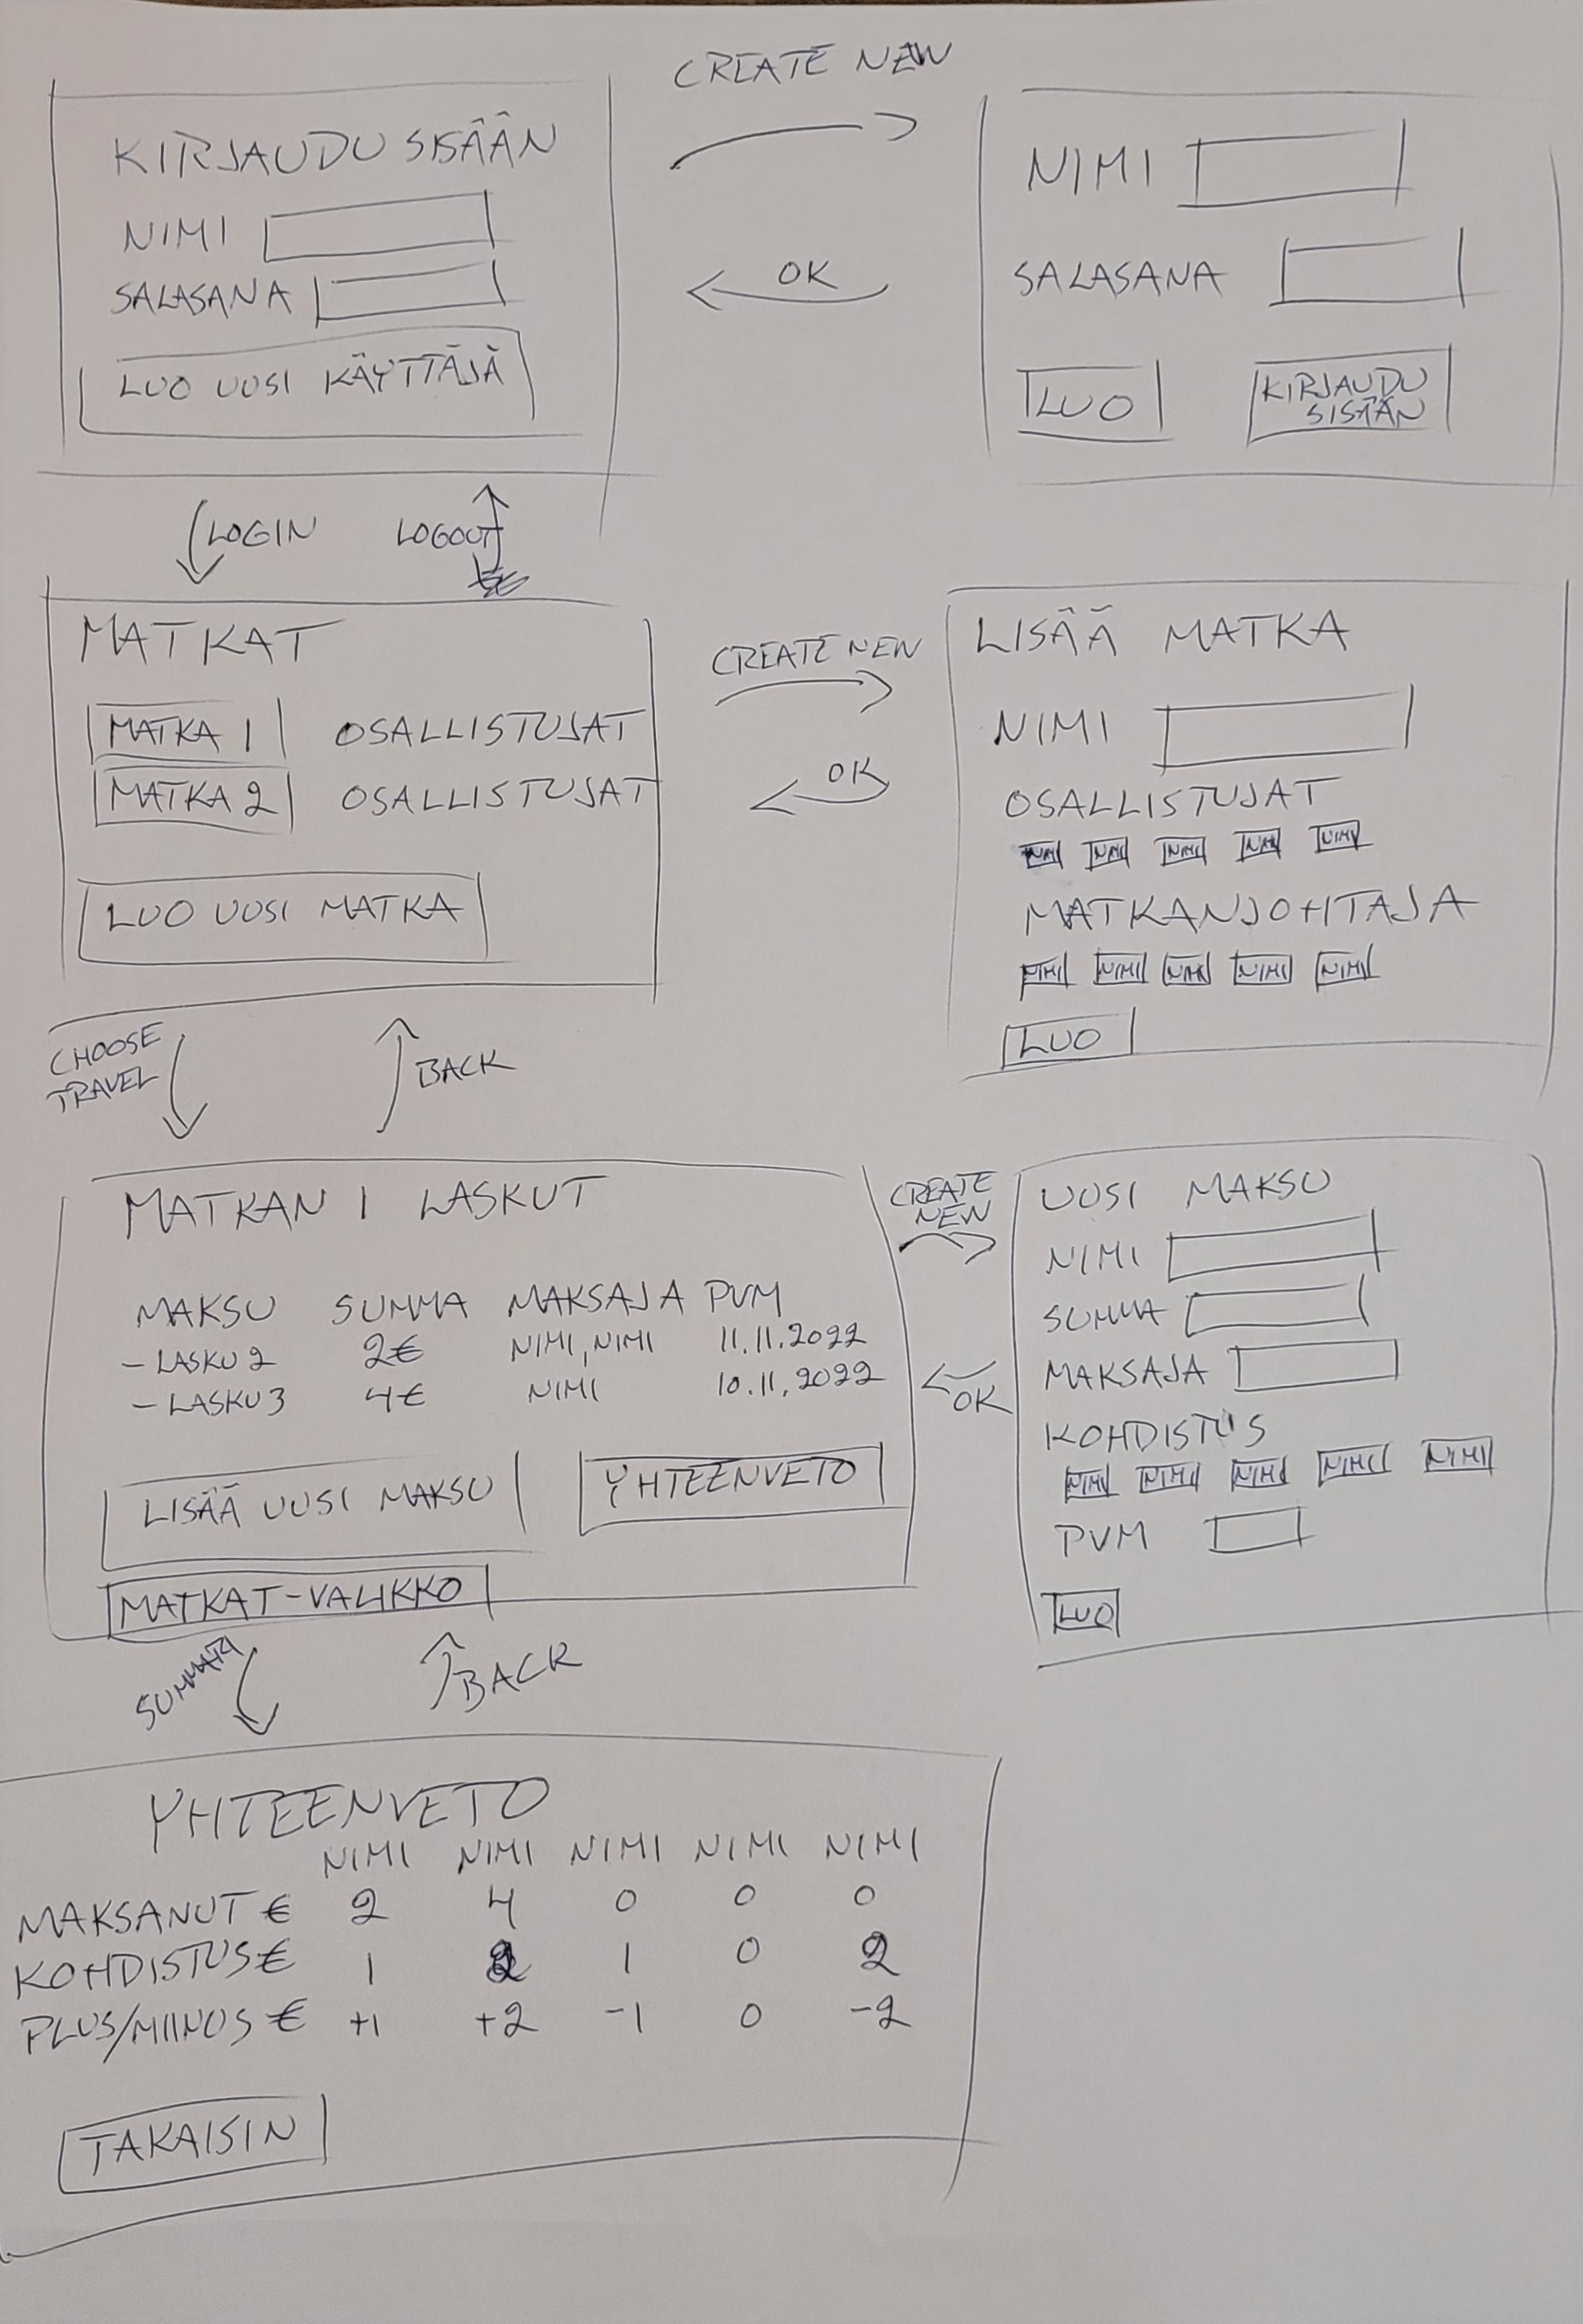 CREATE NEW
KIRJAUDU SISÄÄN
NIMI
SALASANA
LUO UUSI KÄYTTÄJÄ
OK
NIMI
SALASANA
LUO
KIRJAUDU
SISÄÄN
LOGIN
LOGOUT
MATKAT
MATKA 1 OSALLISTUJAT
MATKA 2 OSALLISTUJAT
LUO UUSI MATKA
CREATE NEW
OK
LISÄÄ MATKA
NIMI
OSALLISTUJAT
NIMI NIMI NIMI NIMI NIMI
MATKANJOHTAJA
NIMI NIMI NIMI NIMI NIMI
LUO
CHOOSE
TRAVEL
BACK
MATKAN 1 LASKUT
MAKSU SUMMA MAKSAJA PVM
- LASKU 2 2€ NIMI, NIMI 11.11.2022
- LASKU 3 4€ NIMI 10.11.2022
LISÄÄ UUSI MAKSU
YHTEENVETO
MATKAT-VALIKKO
CREATE
NEW
OK
UUSI MAKSU
NIMI
SUMMA
MAKSAJA
KOHDISTUS
NIMI NIMI NIMI NIMI NIMI
PVM
LUO
SUMMARY
BACK
YHTEENVETO
NIMI NIMI NIMI NIMI NIMI
MAKSANUT € 2 4 0 0 0
KOHDISTUS € 1 2 1 0 2
PLUS/MIINUS € +1 +2 -1 0 -2
TAKAISIN